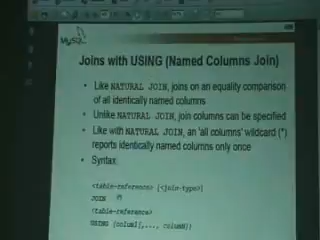 MySQL
Joins with USING (Named Columns Join)
• Like NATURAL JOIN, joins on an equality comparison
of all identically named columns
• Unlike NATURAL JOIN, join columns can be specified
• Like with NATURAL JOIN, an 'all columns' wildcard (*)
reports identically named columns only once
• Syntax
<table-reference> [<join-type>]
JOIN
<table-reference>
USING (column1,..., columnN)